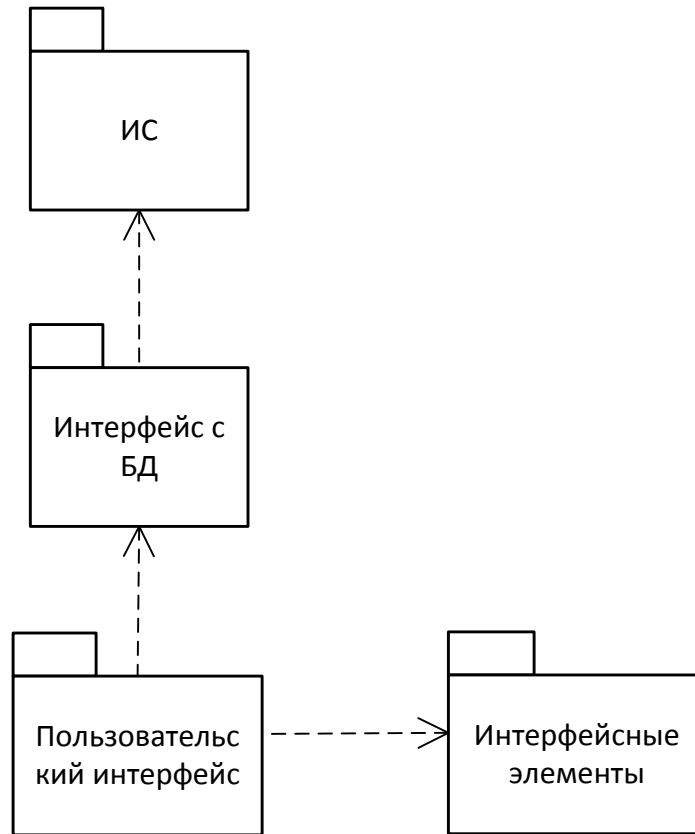 ИС
Интерфейс с
БД
Пользовательс
кий интерфейс
Интерфейсные
элементы